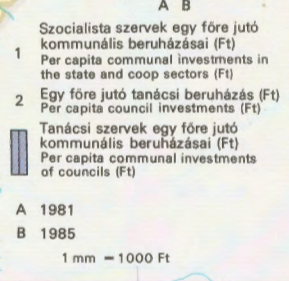 A B
1
Szocialista szervek egy főre jutó
kommunális beruházásai (Ft)
Per capita communal investments in
the state and coop sectors (Ft)
2
Egy főre jutó tanácsi beruházás (Ft)
Per capita council investments (Ft)
Tanácsi szervek egy főre jutó
kommunális beruházásai (Ft)
Per capita communal investments
of councils (Ft)
A 1981
B 1985
1 mm = 1000 Ft